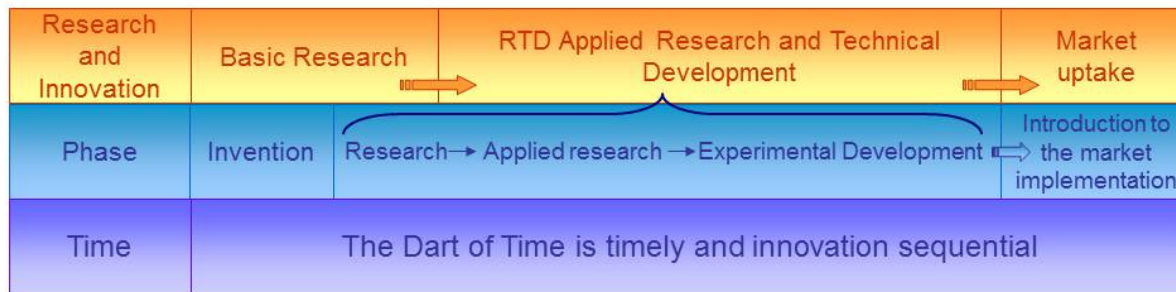 Research
and
Innovation
Basic Research
RTD Applied Research and Technical
Development
Market
uptake
Phase
Invention
Research→Applied research→Experimental Development
Introduction to
the market
implementation
Time
The Dart of Time is timely and innovation sequential